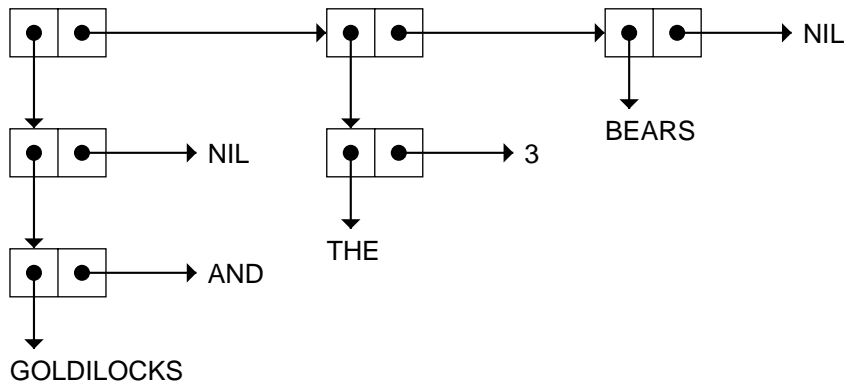 NIL
BEARS
NIL
3
THE
AND
GOLDILOCKS